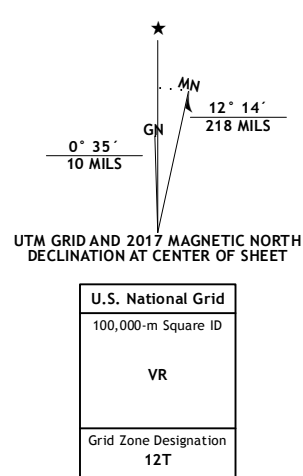 ★
MN
GN
12° 14´
218 MILS
0° 35´
10 MILS
UTM GRID AND 2017 MAGNETIC NORTH
DECLINATION AT CENTER OF SHEET
U.S. National Grid
100,000-m Square ID
VR
Grid Zone Designation
12T